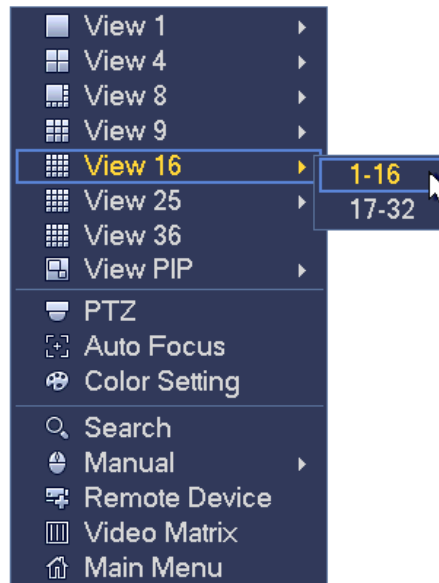 View 1
View 4
View 8
View 9
View 16
1-16
View 25
17-32
View 36
View PIP
PTZ
Auto Focus
Color Setting
Search
Manual
Remote Device
Video Matrix
Main Menu